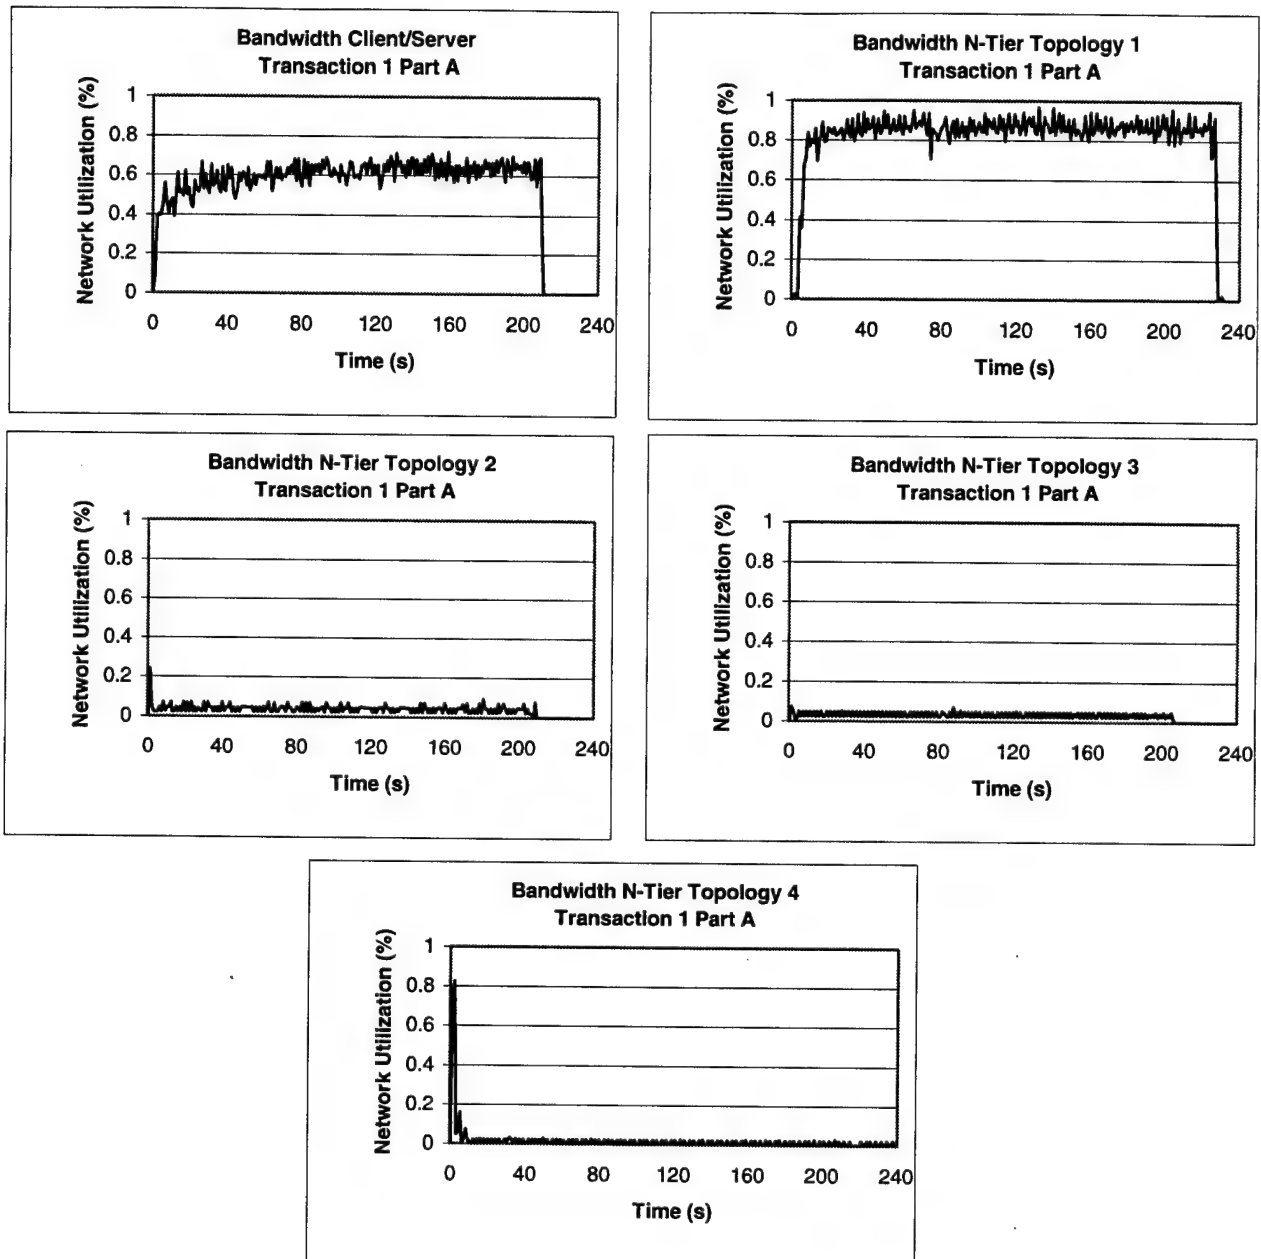 Bandwidth Client/Server
Transaction 1 Part A
Network Utilization (%)
1
0.8
0.6
0.4
0.2
0
0 40 80 120 160 200 240
Time (s)
Bandwidth N-Tier Topology 1
Transaction 1 Part A
Network Utilization (%)
1
0.8
0.6
0.4
0.2
0
0 40 80 120 160 200 240
Time (s)
Bandwidth N-Tier Topology 2
Transaction 1 Part A
Network Utilization (%)
1
0.8
0.6
0.4
0.2
0
0 40 80 120 160 200 240
Time (s)
Bandwidth N-Tier Topology 3
Transaction 1 Part A
Network Utilization (%)
1
0.8
0.6
0.4
0.2
0
0 40 80 120 160 200 240
Time (s)
Bandwidth N-Tier Topology 4
Transaction 1 Part A
Network Utilization (%)
1
0.8
0.6
0.4
0.2
0
0 40 80 120 160 200 240
Time (s)